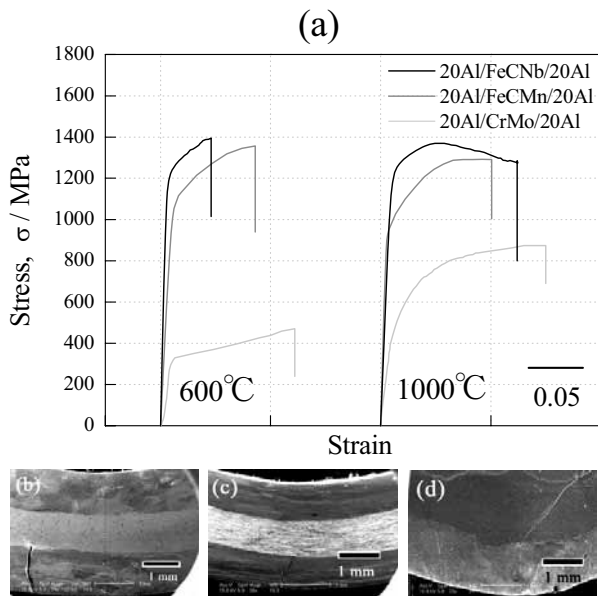 (a)
1800
1600
1400
1200
1000
800
600
400
200
0
Stress, σ / MPa
20Al/FeCNb/20Al
20Al/FeCMn/20Al
20Al/CrMo/20Al
600℃
1000℃
0.05
Strain
(b)
1 mm
(c)
1 mm
(d)
1 mm